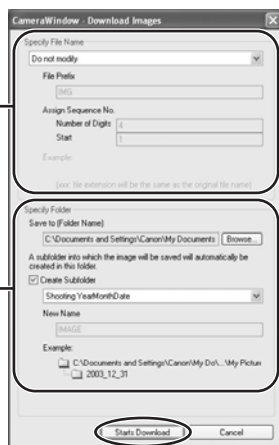 CameraWindow - Download Images
Specify File Name
Do not modify
File Prefix
IMG
Assign Sequence No.
Number of Digits 4
Start 1
Example:
(xxx: file extension will be the same as the original file name)
Specify Folder
Save to (Folder Name)
C:\Documents and Settings\Canon\My Documents Browse...
A subfolder into which the image will be saved will automatically be
created in this folder.
Create Subfolder
Shooting YearMonthDate
New Name
IMAGE
Example:
C:\Documents and Settings\Canon\My Do\...\My Pictur
2003_12_31
Starts Download Cancel